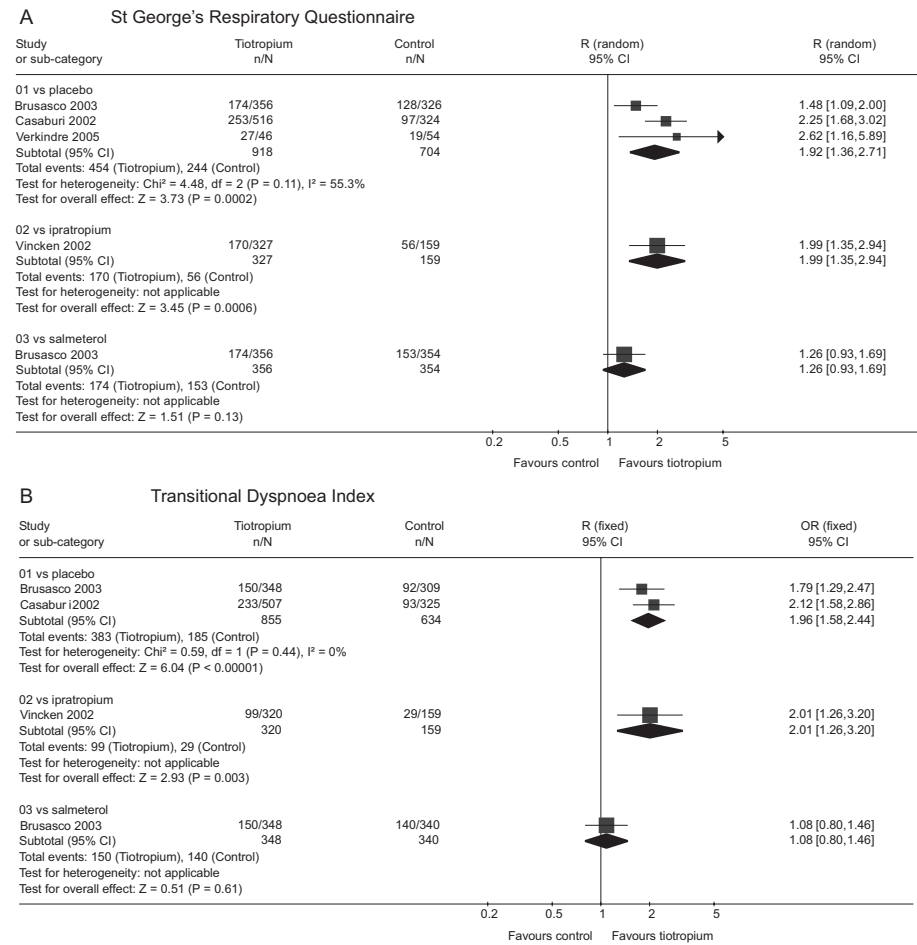 A St George's Respiratory Questionnaire
Study Tiotropium Control R (random) R (random)
or sub-category n/N n/N 95% CI 95% CI
01 vs placebo
Brusasco 2003 174/356 128/326 1.48 [1.09,2.00]
Casaburi 2002 253/516 97/324 2.25 [1.68,3.02]
Verkindre 2005 27/46 19/54 2.62 [1.16,5.89]
Subtotal (95% CI) 918 704 1.92 [1.36,2.71]
Total events: 454 (Tiotropium), 244 (Control)
Test for heterogeneity: Chi² = 4.48, df = 2 (P = 0.11), I² = 55.3%
Test for overall effect: Z = 3.73 (P = 0.0002)
02 vs ipratropium
Vincken 2002 170/327 56/159 1.99 [1.35,2.94]
Subtotal (95% CI) 327 159 1.99 [1.35,2.94]
Total events: 170 (Tiotropium), 56 (Control)
Test for heterogeneity: not applicable
Test for overall effect: Z = 3.45 (P = 0.0006)
03 vs salmeterol
Brusasco 2003 174/356 153/354 1.26 [0.93,1.69]
Subtotal (95% CI) 356 354 1.26 [0.93,1.69]
Total events: 174 (Tiotropium), 153 (Control)
Test for heterogeneity: not applicable
Test for overall effect: Z = 1.51 (P = 0.13)
0.2 0.5 1 2 5
Favours control Favours tiotropium
B Transitional Dyspnoea Index
Study Tiotropium Control R (fixed) OR (fixed)
or sub-category n/N n/N 95% CI 95% CI
01 vs placebo
Brusasco 2003 150/348 92/309 1.79 [1.29,2.47]
Casabur i2002 233/507 93/325 2.12 [1.58,2.86]
Subtotal (95% CI) 855 634 1.96 [1.58,2.44]
Total events: 383 (Tiotropium), 185 (Control)
Test for heterogeneity: Chi² = 0.59, df = 1 (P = 0.44), I² = 0%
Test for overall effect: Z = 6.04 (P < 0.00001)
02 vs ipratropium
Vincken 2002 99/320 29/159 2.01 [1.26,3.20]
Subtotal (95% CI) 320 159 2.01 [1.26,3.20]
Total events: 99 (Tiotropium), 29 (Control)
Test for heterogeneity: not applicable
Test for overall effect: Z = 2.93 (P = 0.003)
03 vs salmeterol
Brusasco 2003 150/348 140/340 1.08 [0.80,1.46]
Subtotal (95% CI) 348 340 1.08 [0.80,1.46]
Total events: 150 (Tiotropium), 140 (Control)
Test for heterogeneity: not applicable
Test for overall effect: Z = 0.51 (P = 0.61)
0.2 0.5 1 2 5
Favours control Favours tiotropium